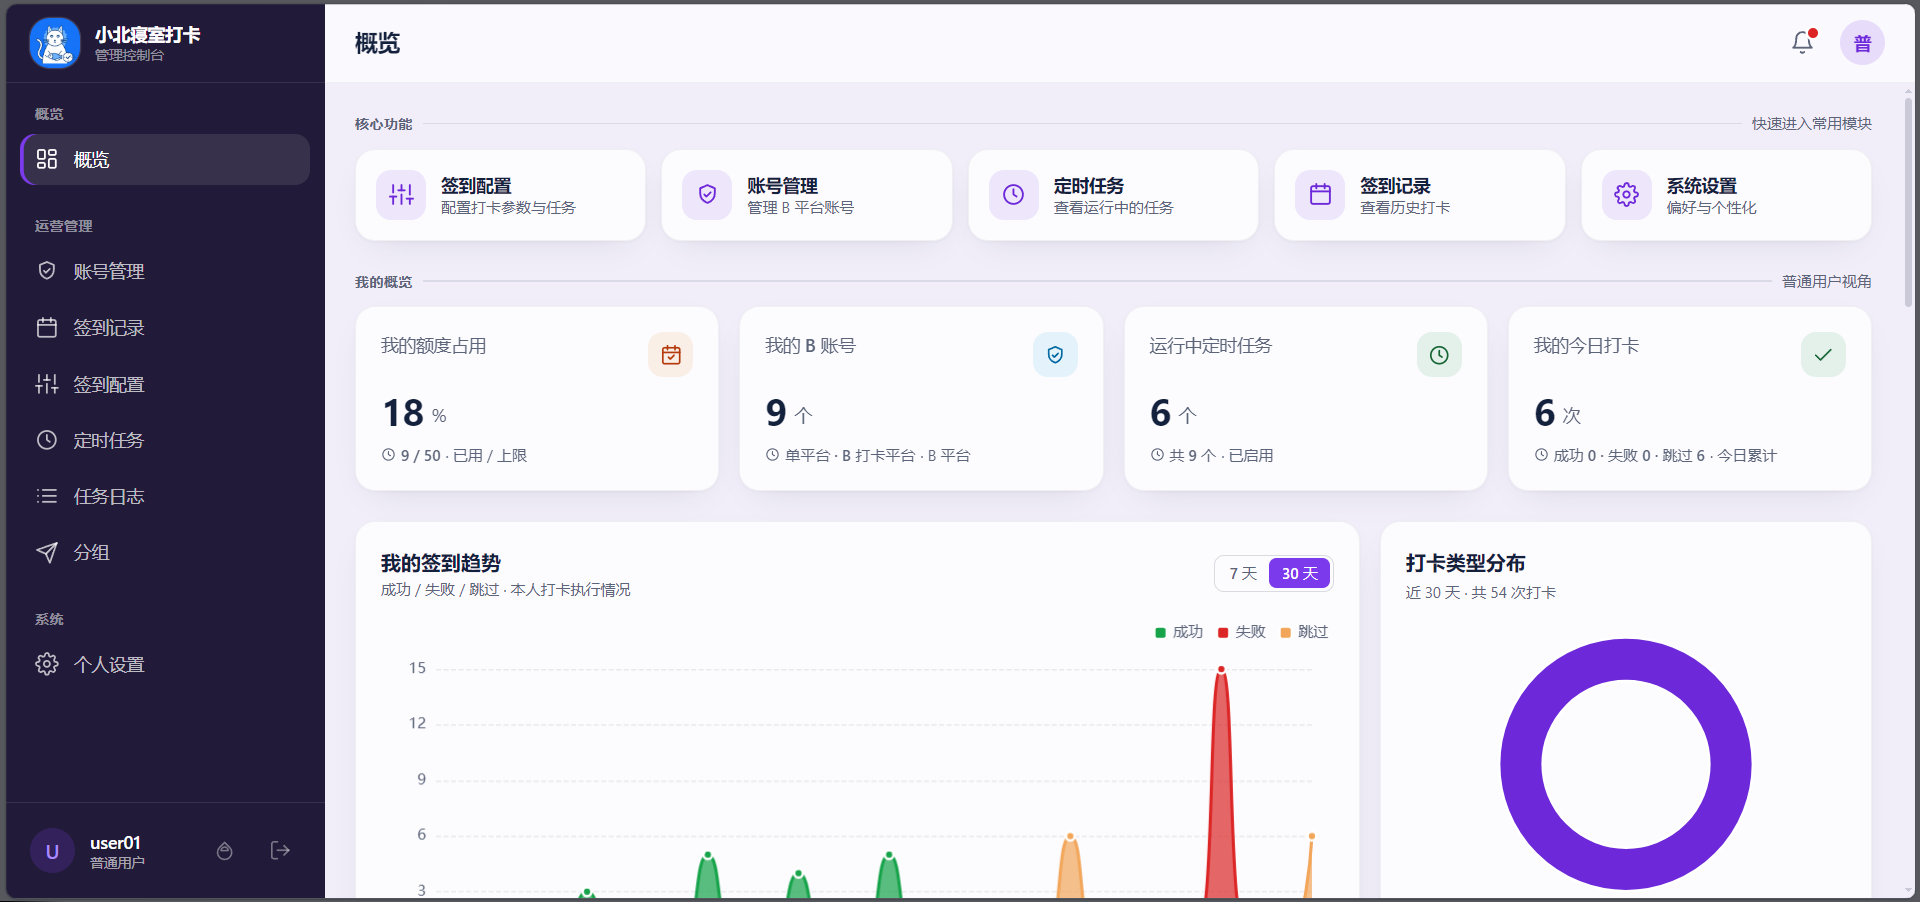 小北寝室打卡
管理控制台
概览
概览
运营管理
账号管理
签到记录
签到配置
定时任务
任务日志
分组
系统
个人设置
U
user01
普通用户
概览
普
核心功能
快速进入常用模块
签到配置
配置打卡参数与任务
账号管理
管理 B 平台账号
定时任务
查看运行中的任务
签到记录
查看历史打卡
系统设置
偏好与个性化
我的概览
普通用户视角
我的额度占用
18 %
9 / 50 · 已用 / 上限
我的 B 账号
9 个
单平台 · B 打卡平台 · B 平台
运行中定时任务
6 个
共 9 个 · 已启用
我的今日打卡
6 次
成功 0 · 失败 0 · 跳过 6 · 今日累计
我的签到趋势
成功 / 失败 / 跳过 · 本人打卡执行情况
7 天
30 天
成功
失败
跳过
15
12
9
6
3
打卡类型分布
近 30 天 · 共 54 次打卡